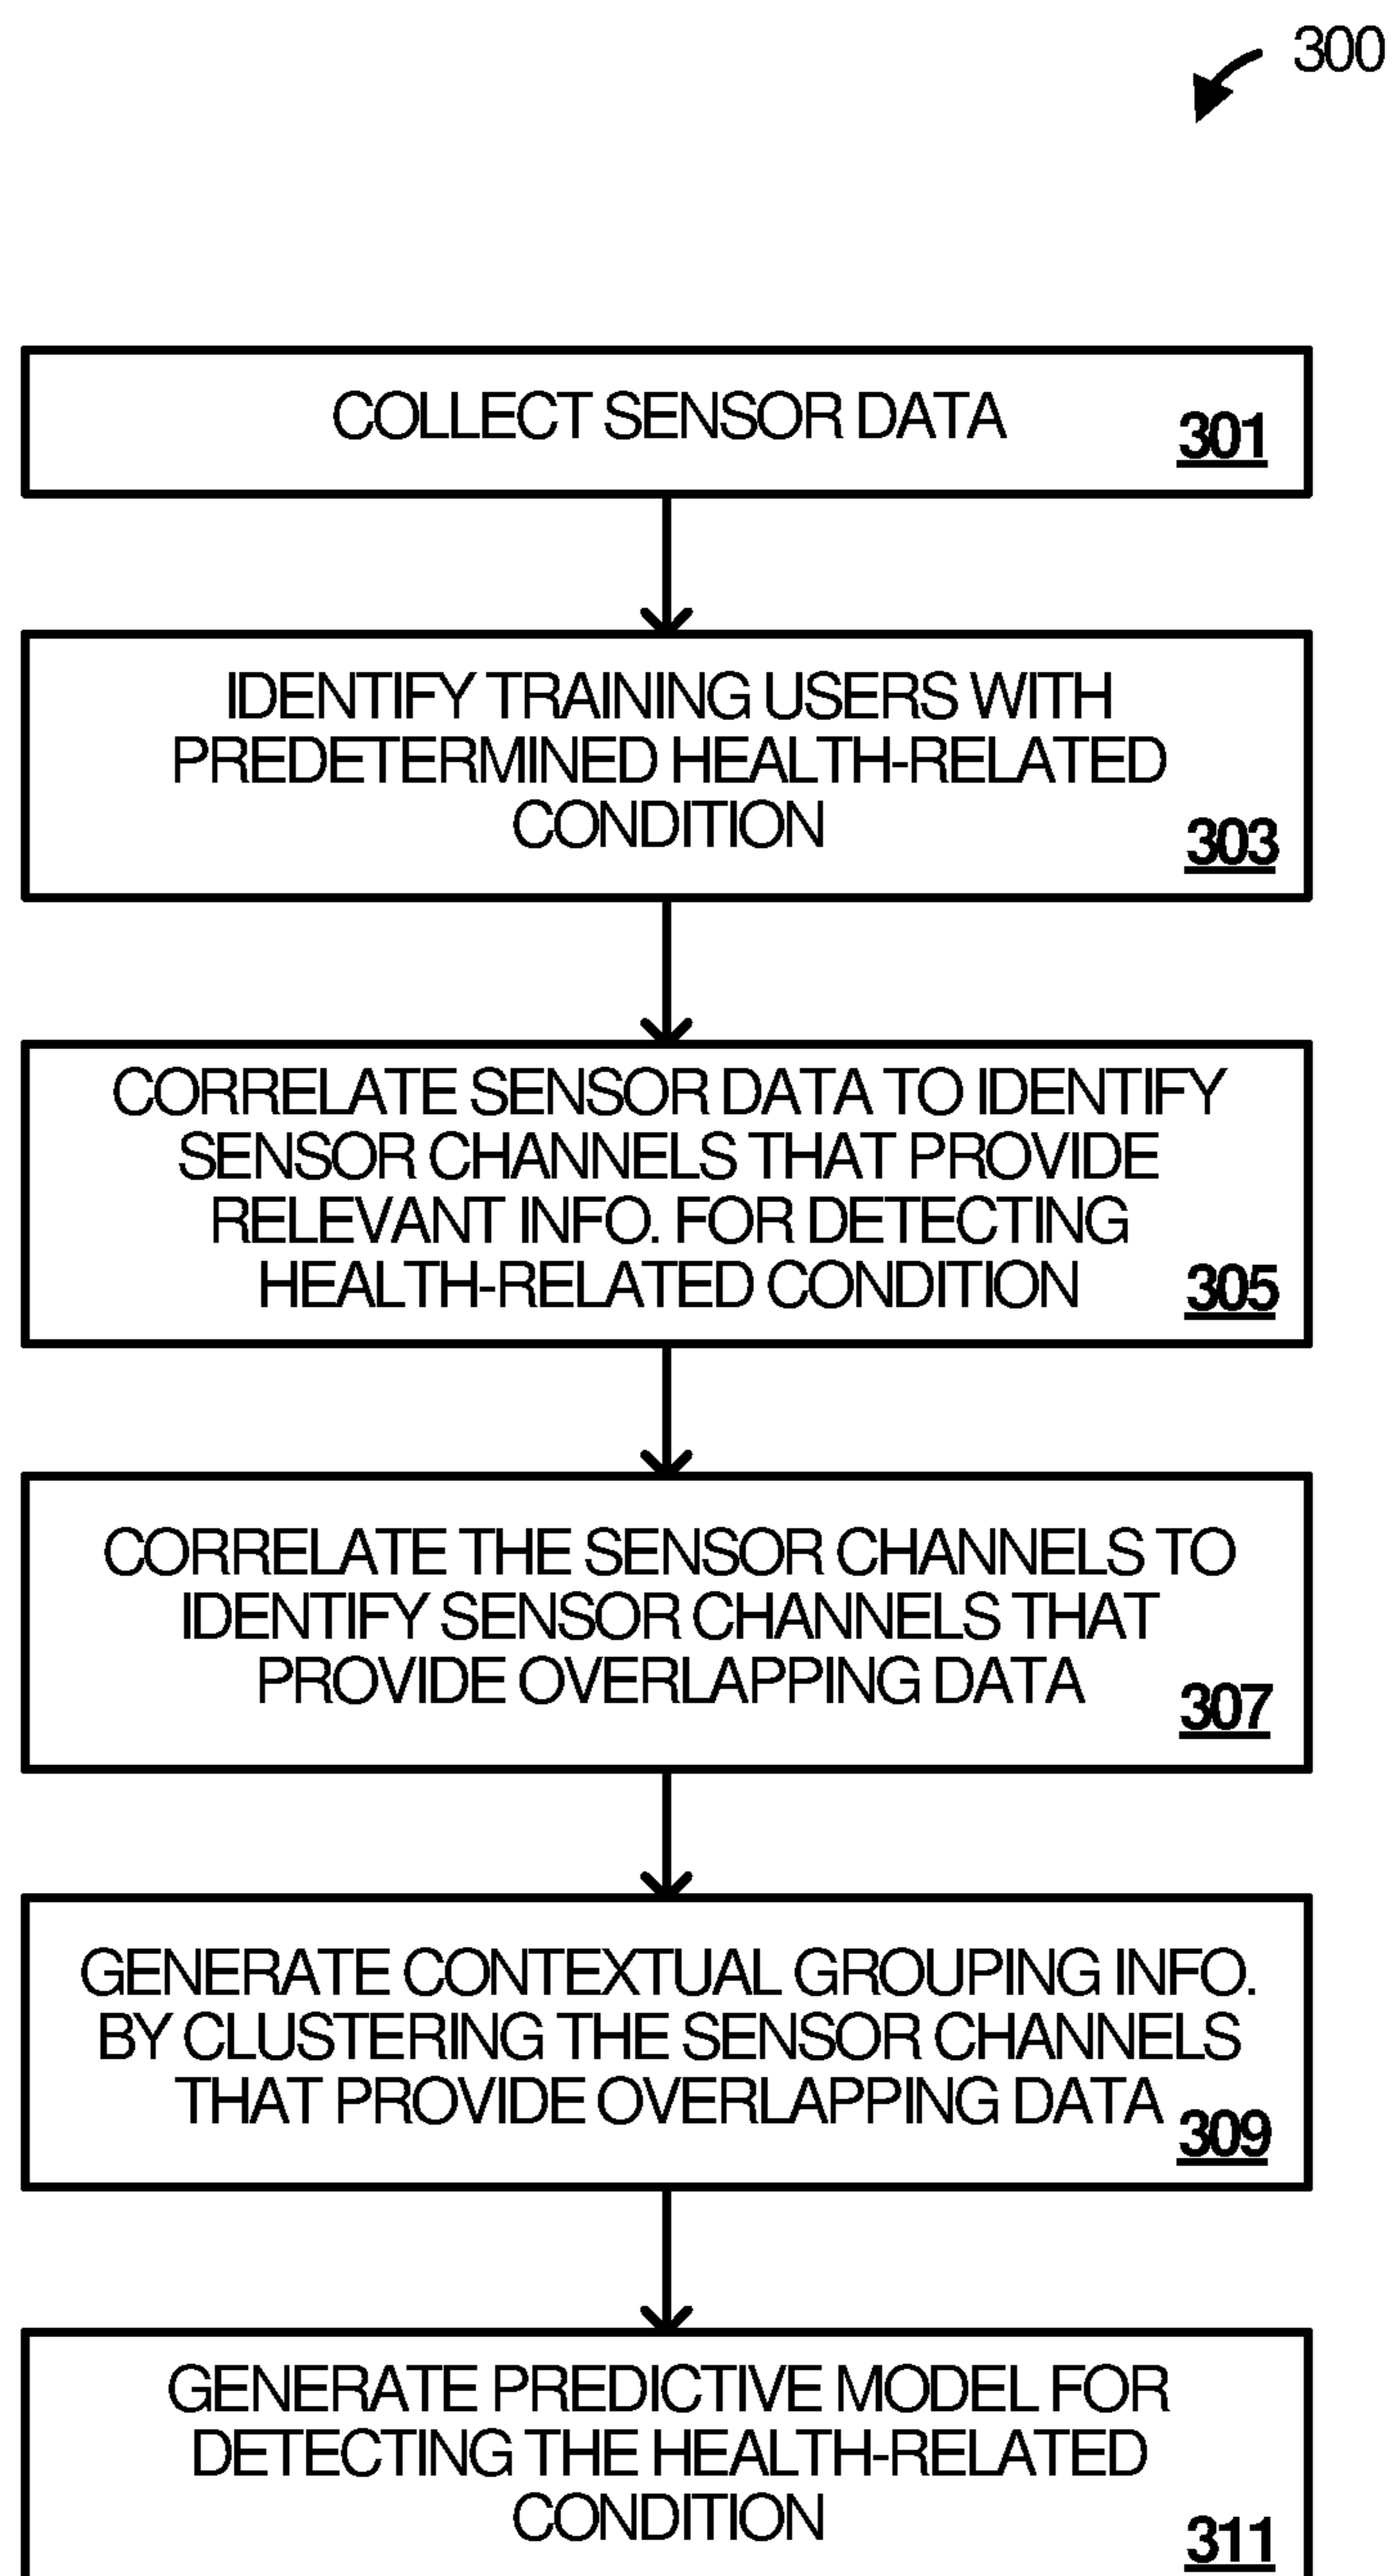 300
COLLECT SENSOR DATA
301
IDENTIFY TRAINING USERS WITH
PREDETERMINED HEALTH-RELATED
CONDITION
303
CORRELATE SENSOR DATA TO IDENTIFY
SENSOR CHANNELS THAT PROVIDE
RELEVANT INFO. FOR DETECTING
HEALTH-RELATED CONDITION
305
CORRELATE THE SENSOR CHANNELS TO
IDENTIFY SENSOR CHANNELS THAT
PROVIDE OVERLAPPING DATA
307
GENERATE CONTEXTUAL GROUPING INFO.
BY CLUSTERING THE SENSOR CHANNELS
THAT PROVIDE OVERLAPPING DATA
309
GENERATE PREDICTIVE MODEL FOR
DETECTING THE HEALTH-RELATED
CONDITION
311